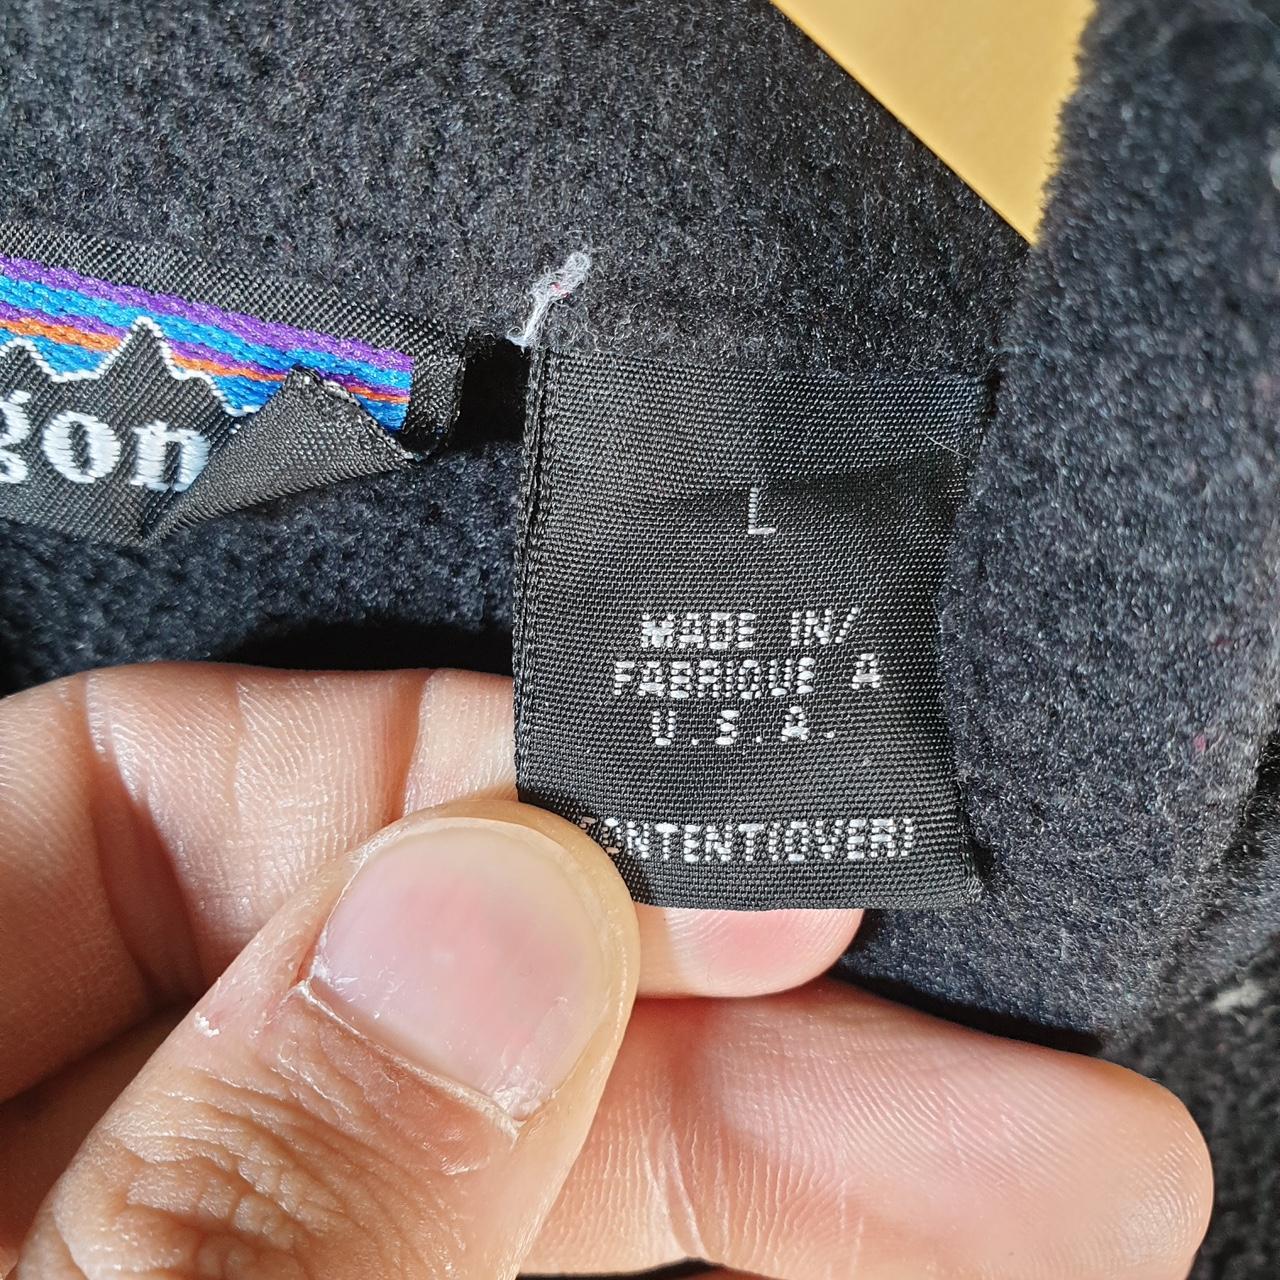 gon
L
MADE IN/
FABRIQUE A
U.S.A.
CONTENT(OVER)